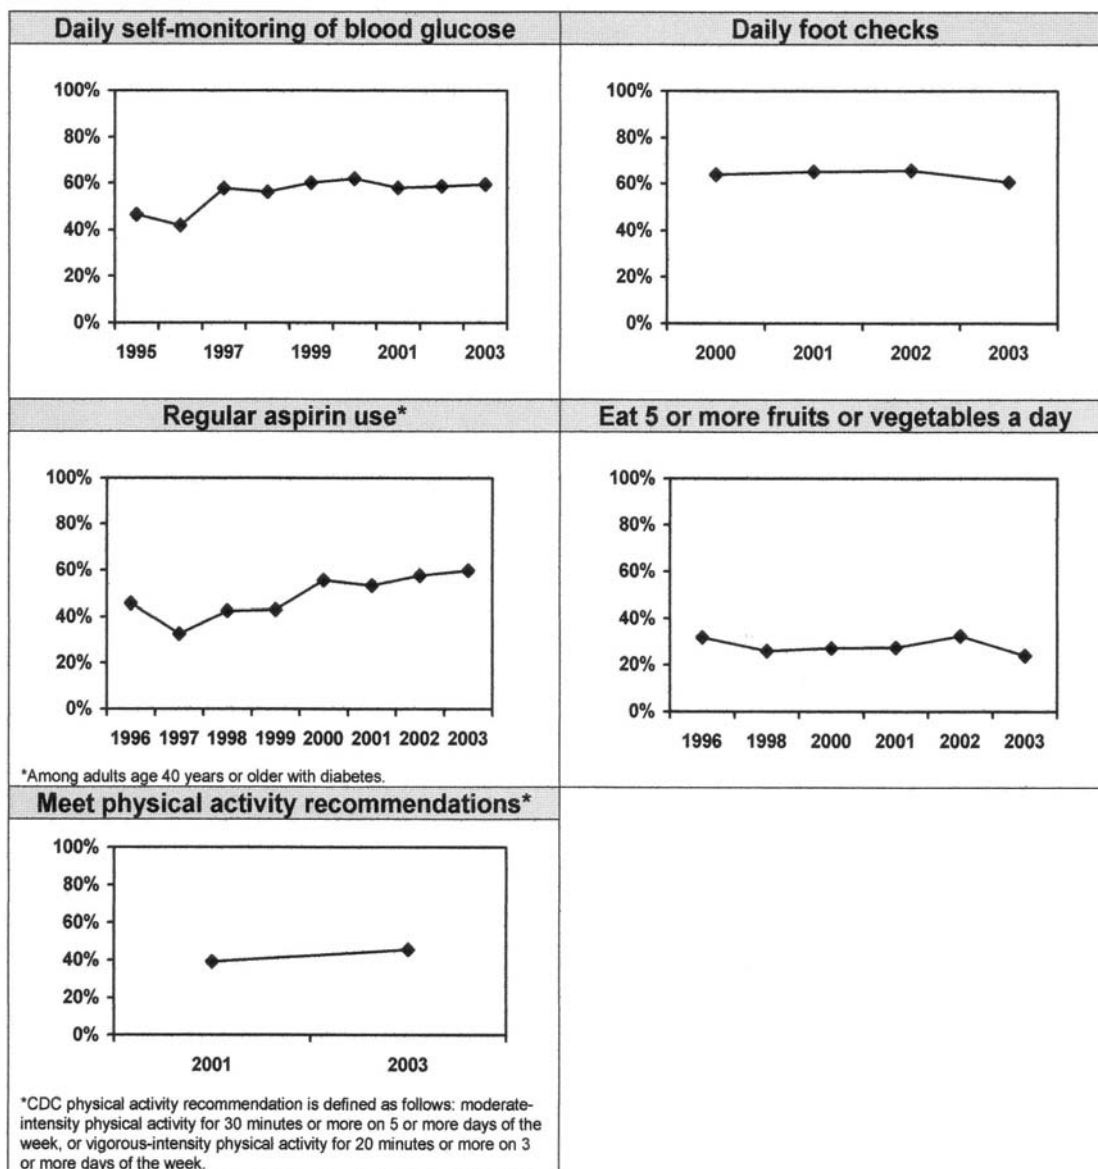 Daily self-monitoring of blood glucose
100%
80%
60%
40%
20%
0%
1995 1997 1999 2001 2003
Daily foot checks
100%
80%
60%
40%
20%
0%
2000 2001 2002 2003
Regular aspirin use*
100%
80%
60%
40%
20%
0%
1996 1997 1998 1999 2000 2001 2002 2003
*Among adults age 40 years or older with diabetes.
Eat 5 or more fruits or vegetables a day
100%
80%
60%
40%
20%
0%
1996 1998 2000 2001 2002 2003
Meet physical activity recommendations*
100%
80%
60%
40%
20%
0%
2001 2003
*CDC physical activity recommendation is defined as follows: moderate-
intensity physical activity for 30 minutes or more on 5 or more days of the
week, or vigorous-intensity physical activity for 20 minutes or more on 3
or more days of the week.